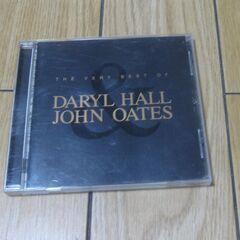 THE VERY BEST OF
DARYL HALL
&
JOHN OATES